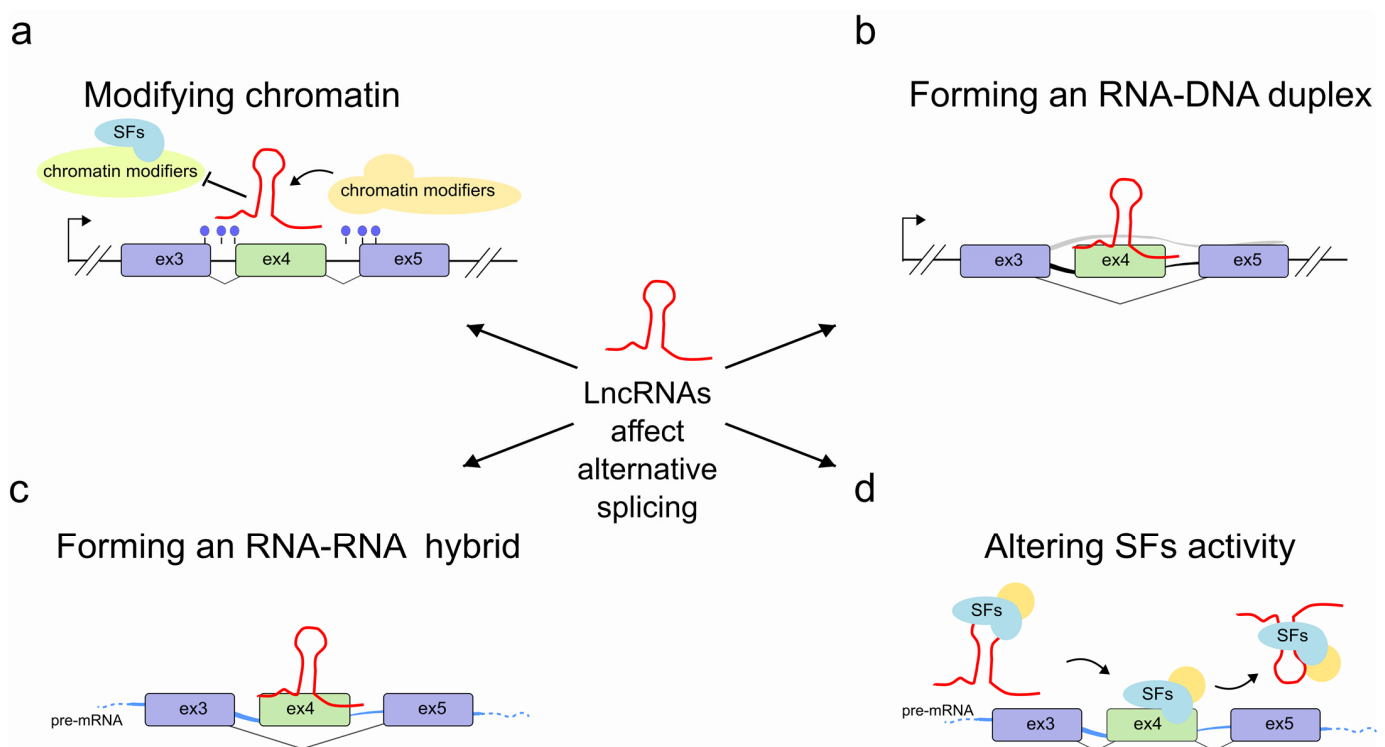 a
Modifying chromatin
SFs
chromatin modifiers
chromatin modifiers
ex3
ex4
ex5
b
Forming an RNA-DNA duplex
ex3
ex4
ex5
LncRNAs
affect
alternative
splicing
c
Forming an RNA-RNA hybrid
pre-mRNA
ex3
ex4
ex5
d
Altering SFs activity
SFs
SFs
SFs
pre-mRNA
ex3
ex4
ex5